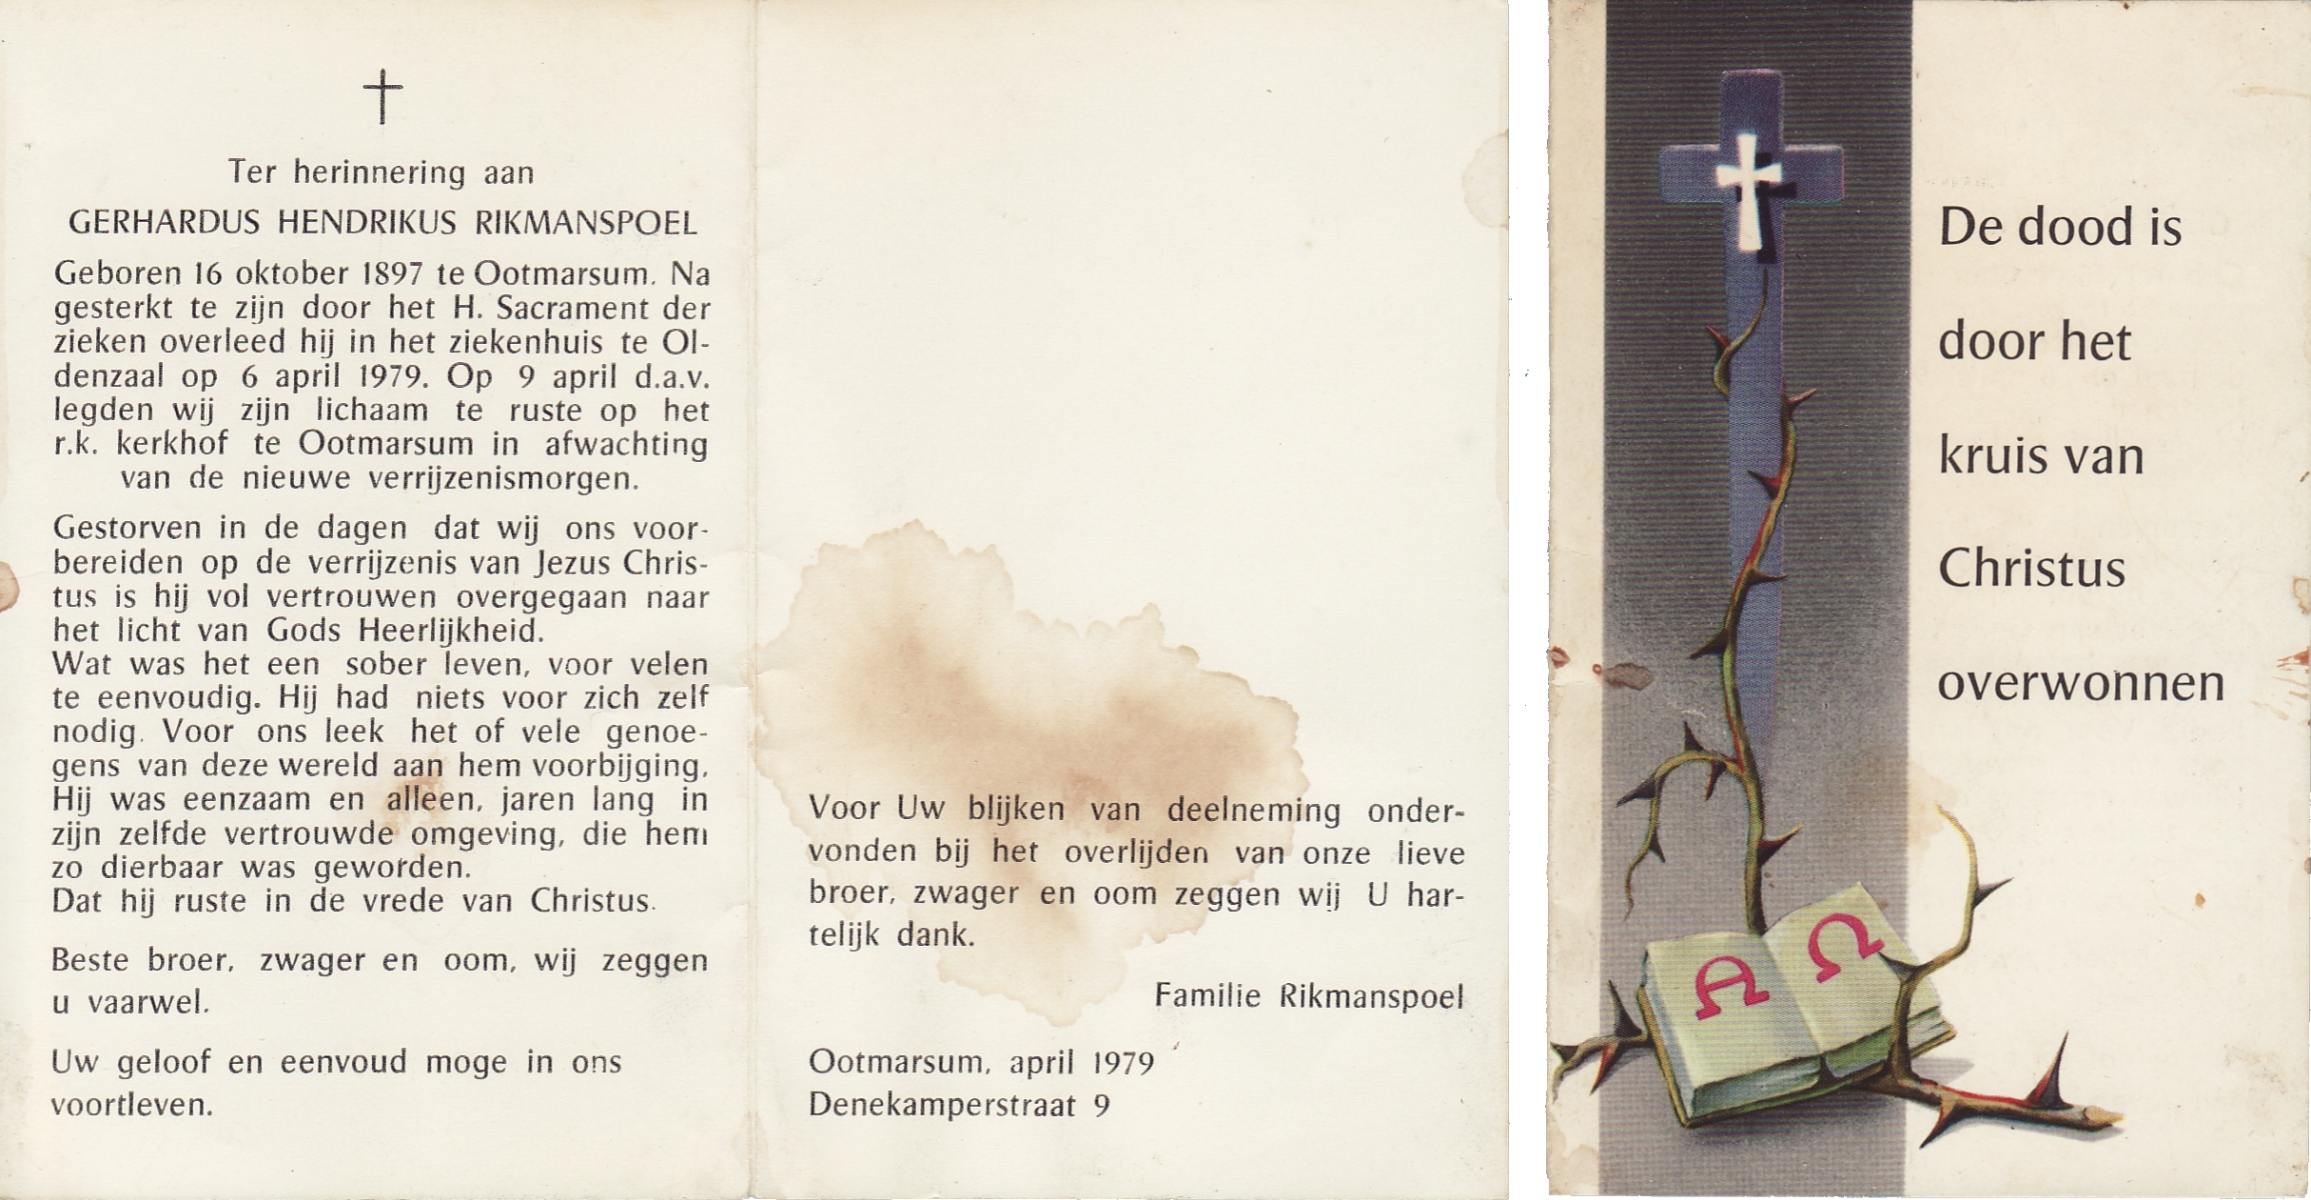 Ter herinnering aan
GERHARDUS HENDRIKUS RIKMANSPOEL
Geboren 16 oktober 1897 te Ootmarsum. Na
gesterkt te zijn door het H. Sacrament der
zieken overleed hij in het ziekenhuis te Ol-
denzaal op 6 april 1979. Op 9 april d.a.v.
legden wij zijn lichaam te ruste op het
r.k. kerkhof te Ootmarsum in afwachting
van de nieuwe verrijzenismorgen.
Gestorven in de dagen dat wij ons voor-
bereiden op de verrijzenis van Jezus Chris-
tus is hij vol vertrouwen overgegaan naar
het licht van Gods Heerlijkheid.
Wat was het een sober leven, voor velen
te eenvoudig. Hij had niets voor zich zelf
nodig. Voor ons leek het of vele genoe-
gens van deze wereld aan hem voorbijging.
Hij was eenzaam en alleen, jaren lang in
zijn zelfde vertrouwde omgeving, die hem
zo dierbaar was geworden.
Dat hij ruste in de vrede van Christus.
Beste broer, zwager en oom, wij zeggen
u vaarwel.
Uw geloof en eenvoud moge in ons
voortleven.
Voor Uw blijken van deelneming onder-
vonden bij het overlijden van onze lieve
broer, zwager en oom zeggen wij U har-
telijk dank.
Familie Rikmanspoel
Ootmarsum, april 1979
Denekamperstraat 9
De dood is
door het
kruis van
Christus
overwonnen
Α Ω